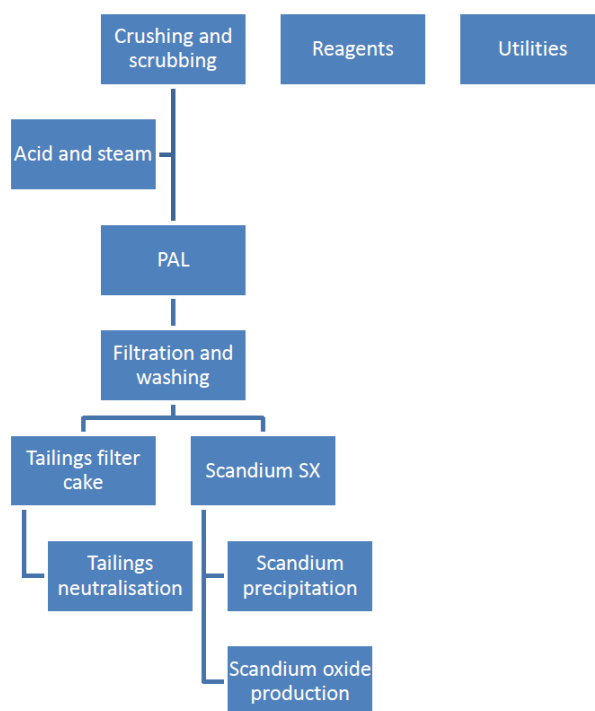 Crushing and
scrubbing
Reagents
Utilities
Acid and steam
PAL
Filtration and
washing
Tailings filter
cake
Scandium SX
Tailings
neutralisation
Scandium
precipitation
Scandium oxide
production